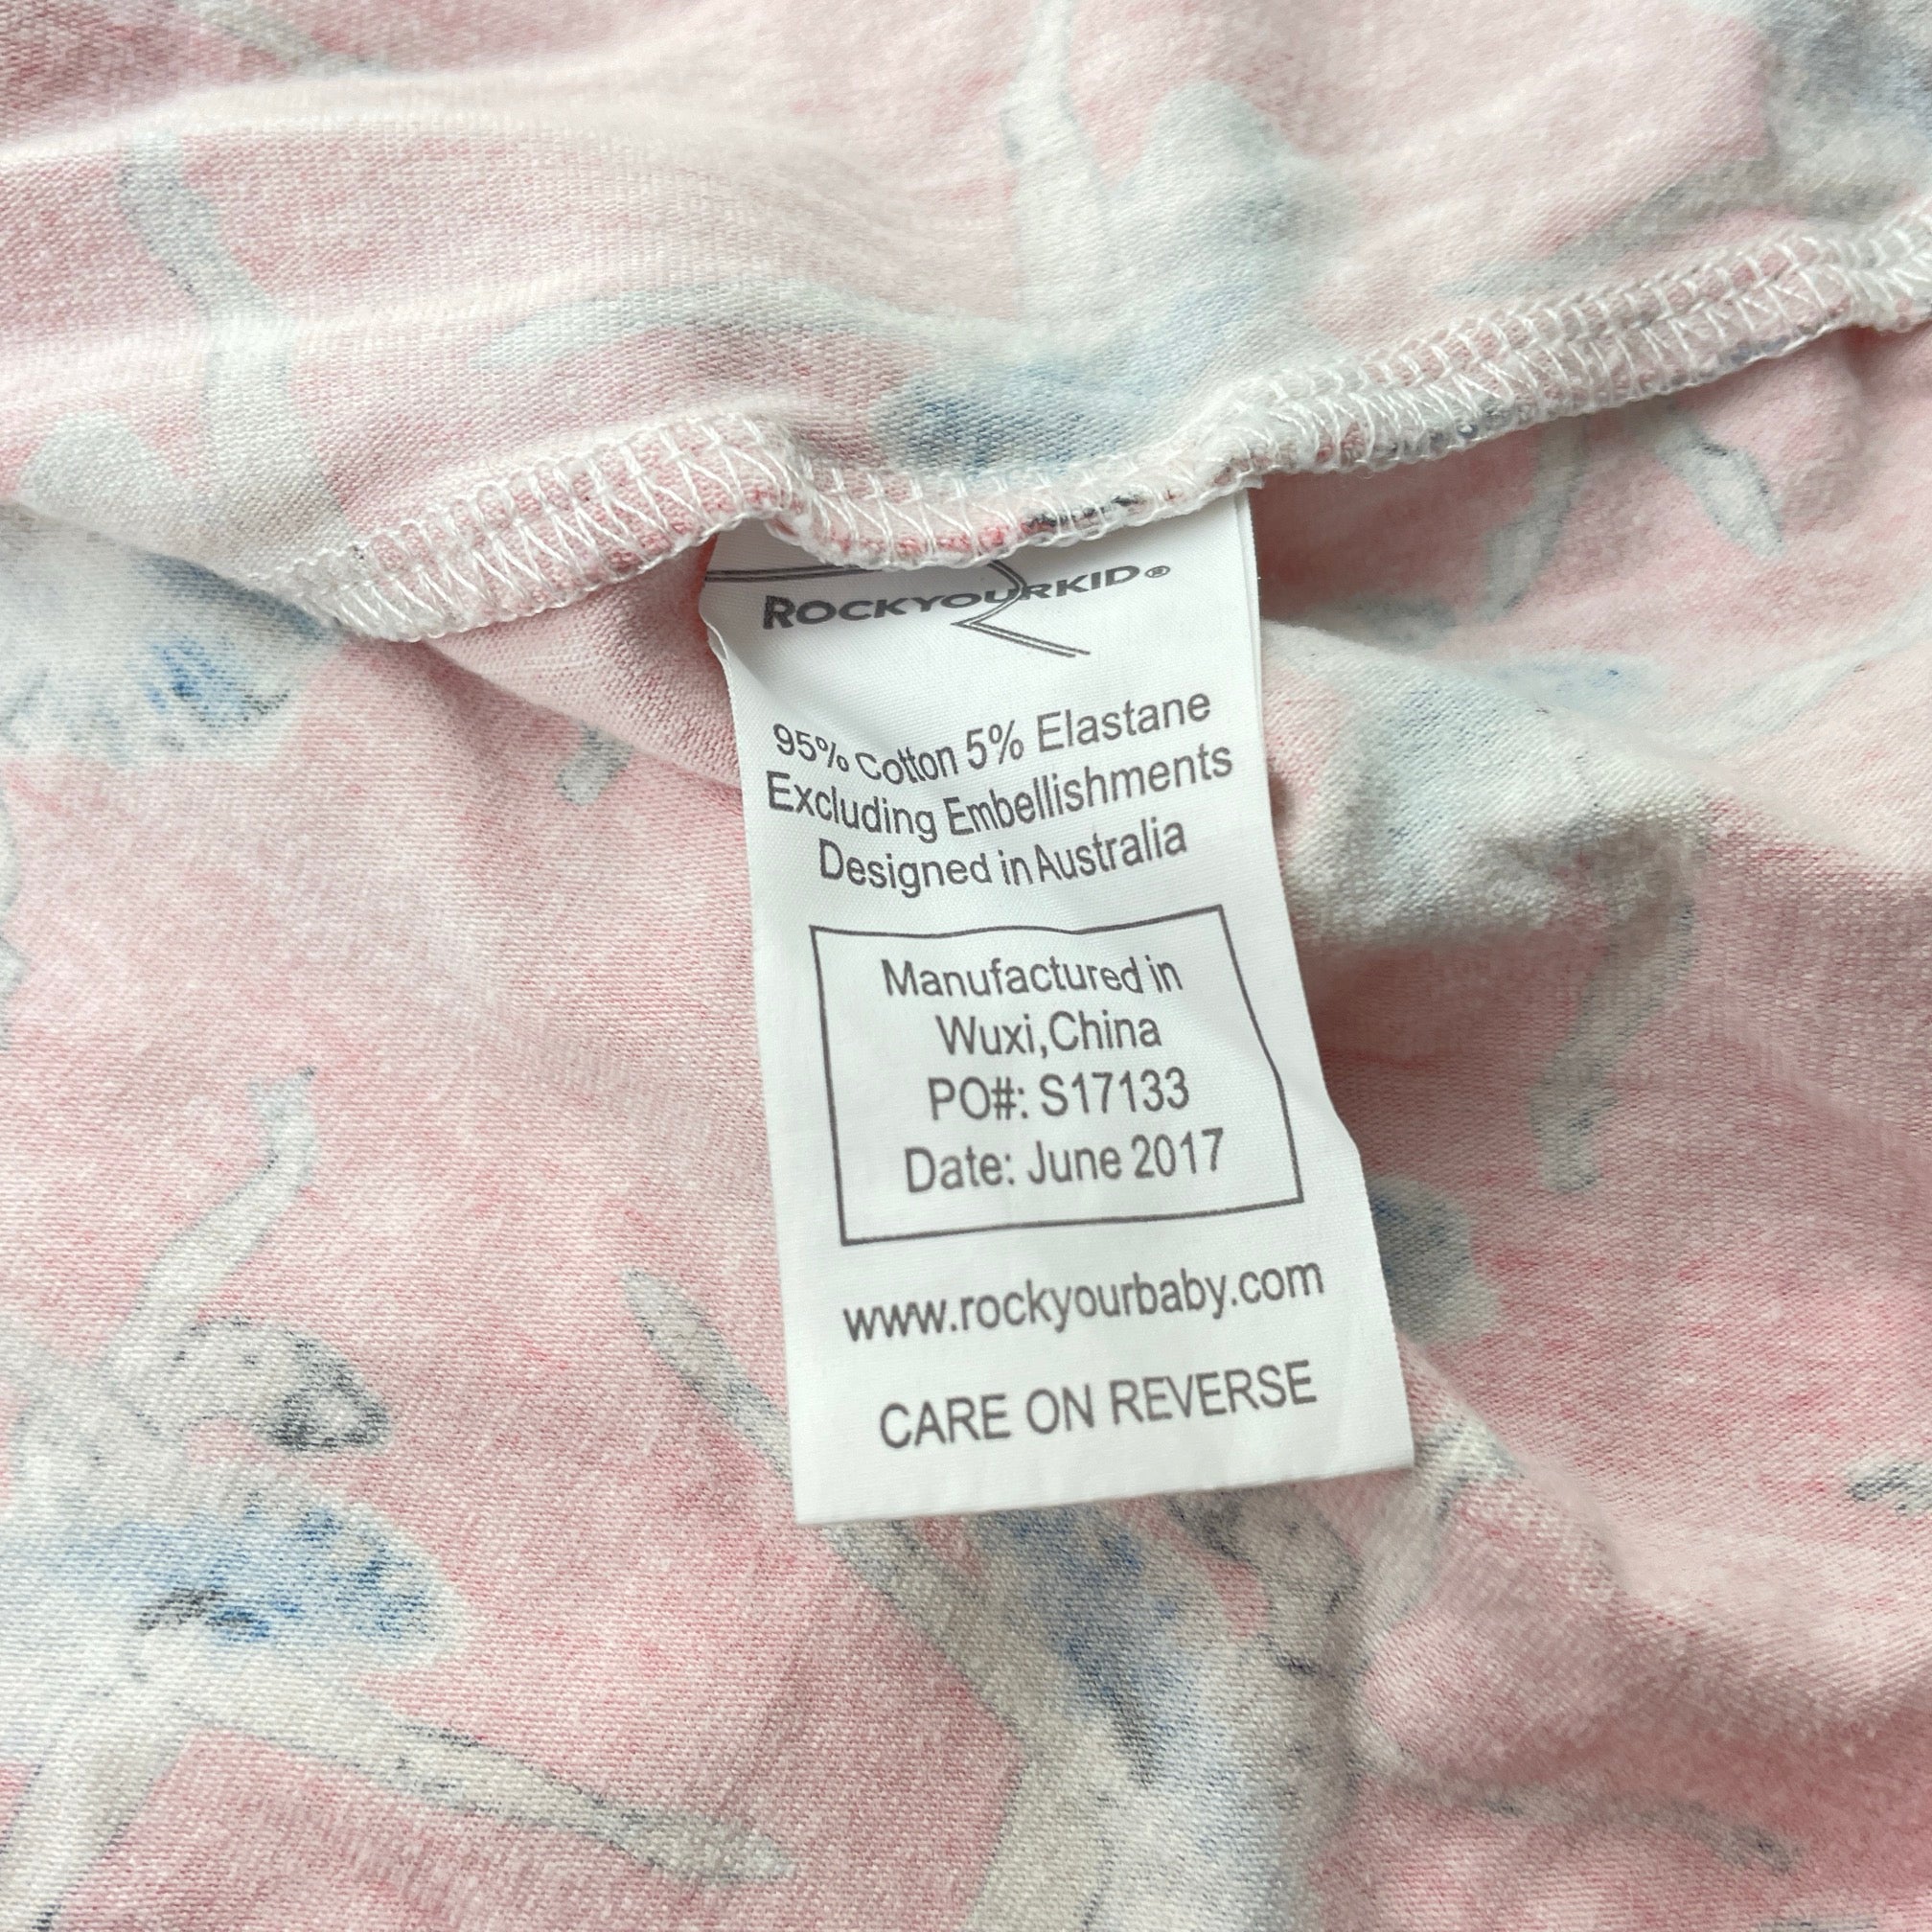 ROCKYOURKID®
95% Cotton 5% Elastane
Excluding Embellishments
Designed in Australia
Manufactured in
Wuxi,China
PO#: S17133
Date: June 2017
www.rockyourbaby.com
CARE ON REVERSE